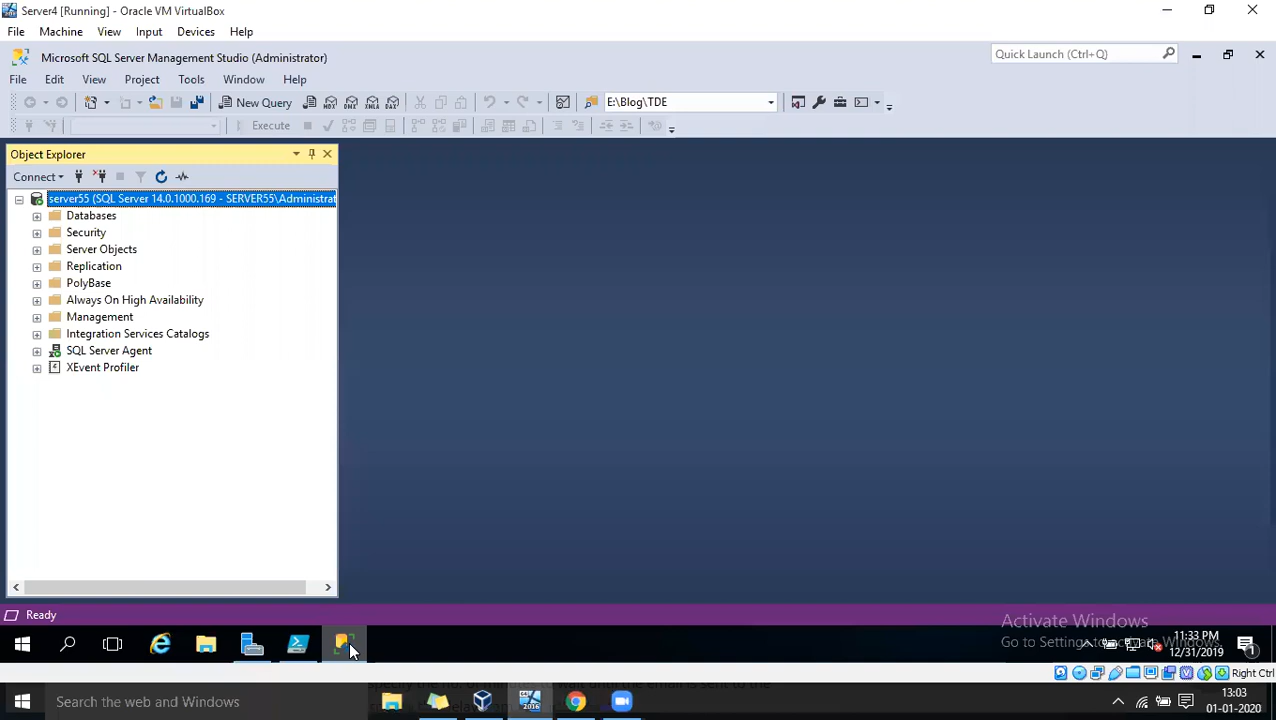 Server4 [Running] - Oracle VM VirtualBox
File Machine View Input Devices Help
Microsoft SQL Server Management Studio (Administrator)
Quick Launch (Ctrl+Q)
File Edit View Project Tools Window Help
New Query
E:\Blog\TDE
Execute
Object Explorer
Connect
server55 (SQL Server 14.0.1000.169 - SERVER55\Administrat
Databases
Security
Server Objects
Replication
PolyBase
Always On High Availability
Management
Integration Services Catalogs
SQL Server Agent
XEvent Profiler
Ready
Activate Windows
Go to Settings to activate Windows
11:33 PM
12/31/2019
1
Right Ctrl
Search the web and Windows
13:03
01-01-2020